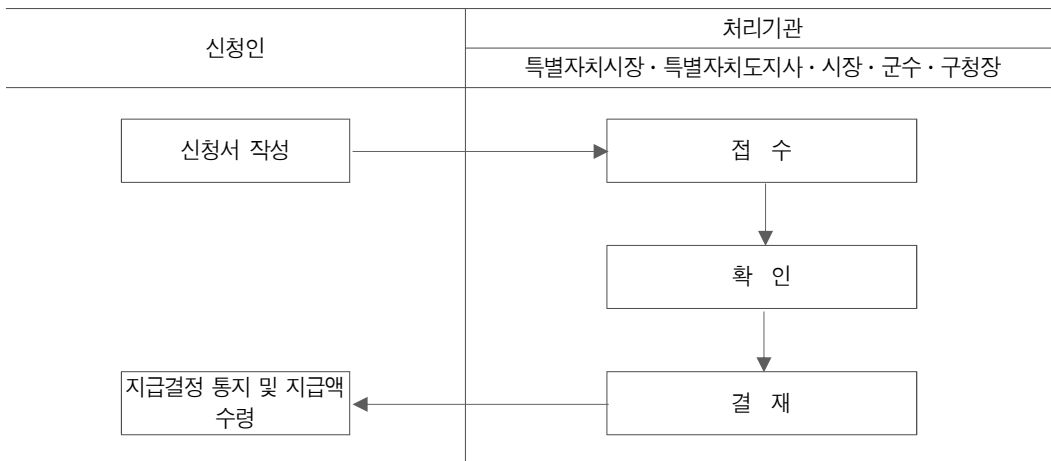 신청인
처리기관
특별자치시장·특별자치도지사·시장·군수·구청장
신청서 작성
접 수
확 인
지급결정 통지 및 지급액
수령
결 재